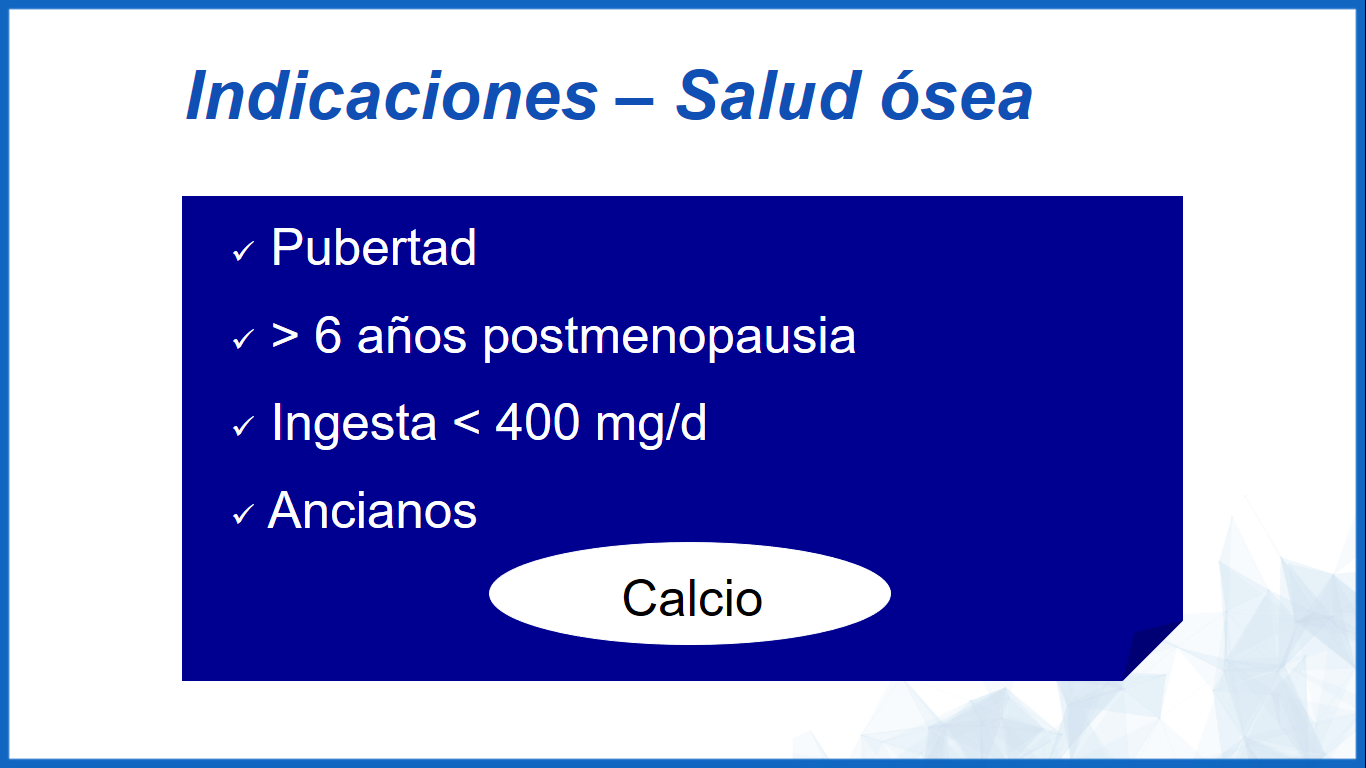 Indicaciones – Salud ósea
✓ Pubertad
✓ > 6 años postmenopausia
✓ Ingesta < 400 mg/d
✓ Ancianos
Calcio